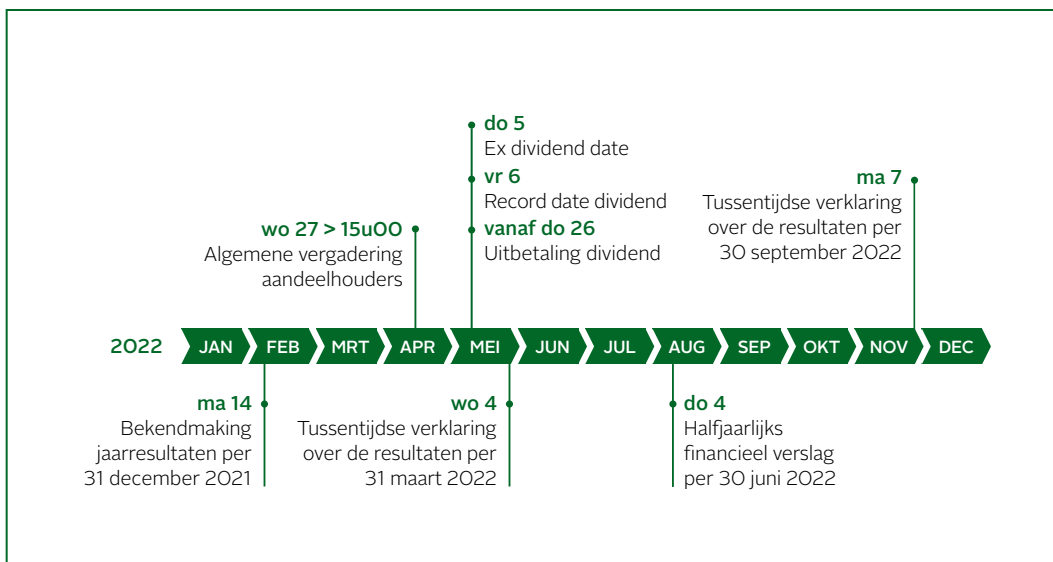 do 5
Ex dividend date
vr 6
Record date dividend
vanaf do 26
Uitbetaling dividend
wo 27 > 15u00
Algemene vergadering
aandeelhouders
ma 7
Tussentijdse verklaring
over de resultaten per
30 september 2022
2022 JAN FEB MRT APR MEI JUN JUL AUG SEP OKT NOV DEC
ma 14
Bekendmaking
jaarresultaten per
31 december 2021
wo 4
Tussentijdse verklaring
over de resultaten per
31 maart 2022
do 4
Halfjaarlijks
financieel verslag
per 30 juni 2022